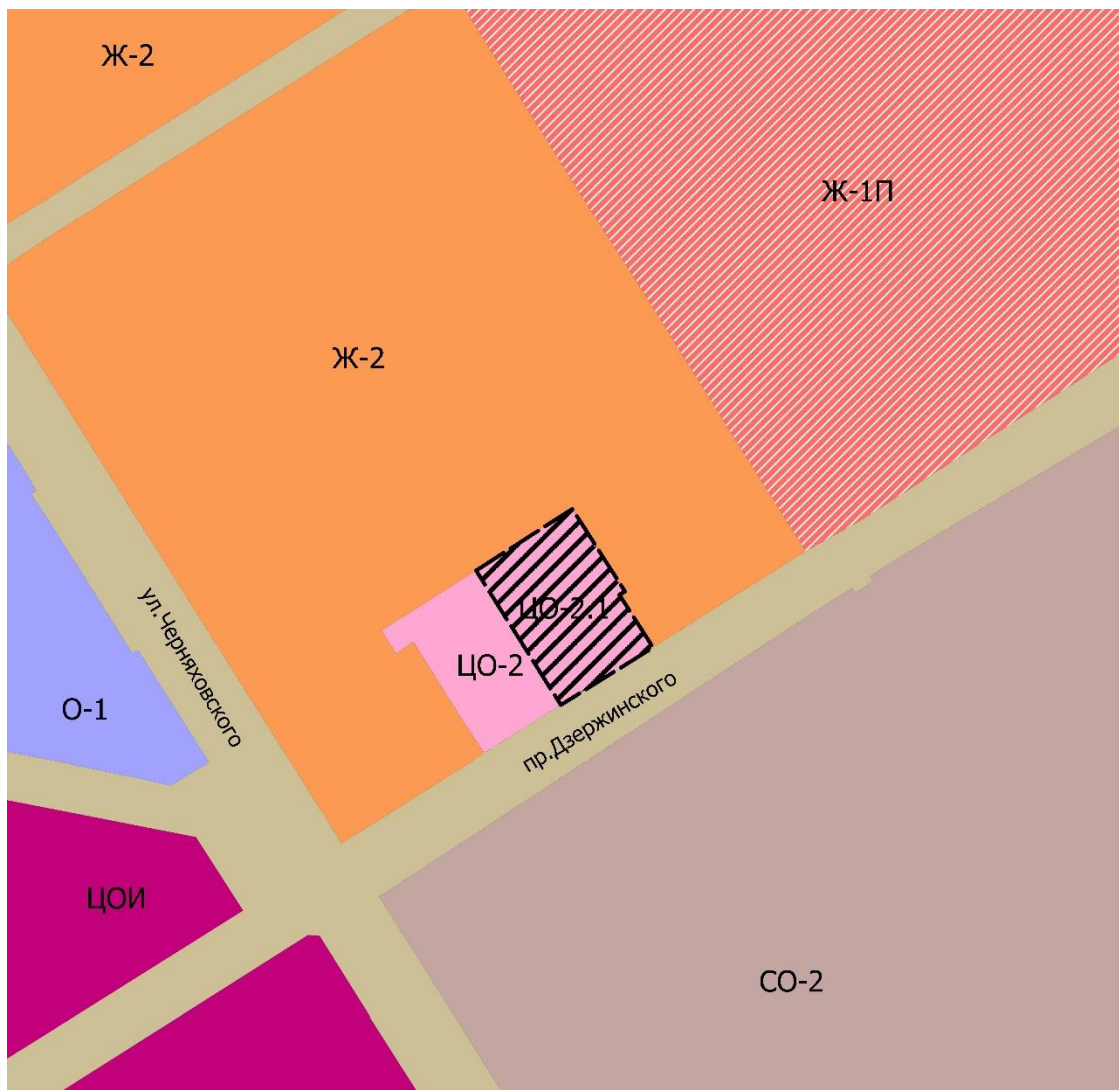 Ж-2
Ж-1П
Ж-2
ЦО-2.1
ул.Черняховского
ЦО-2
О-1
пр.Дзержинского
ЦОИ
СО-2